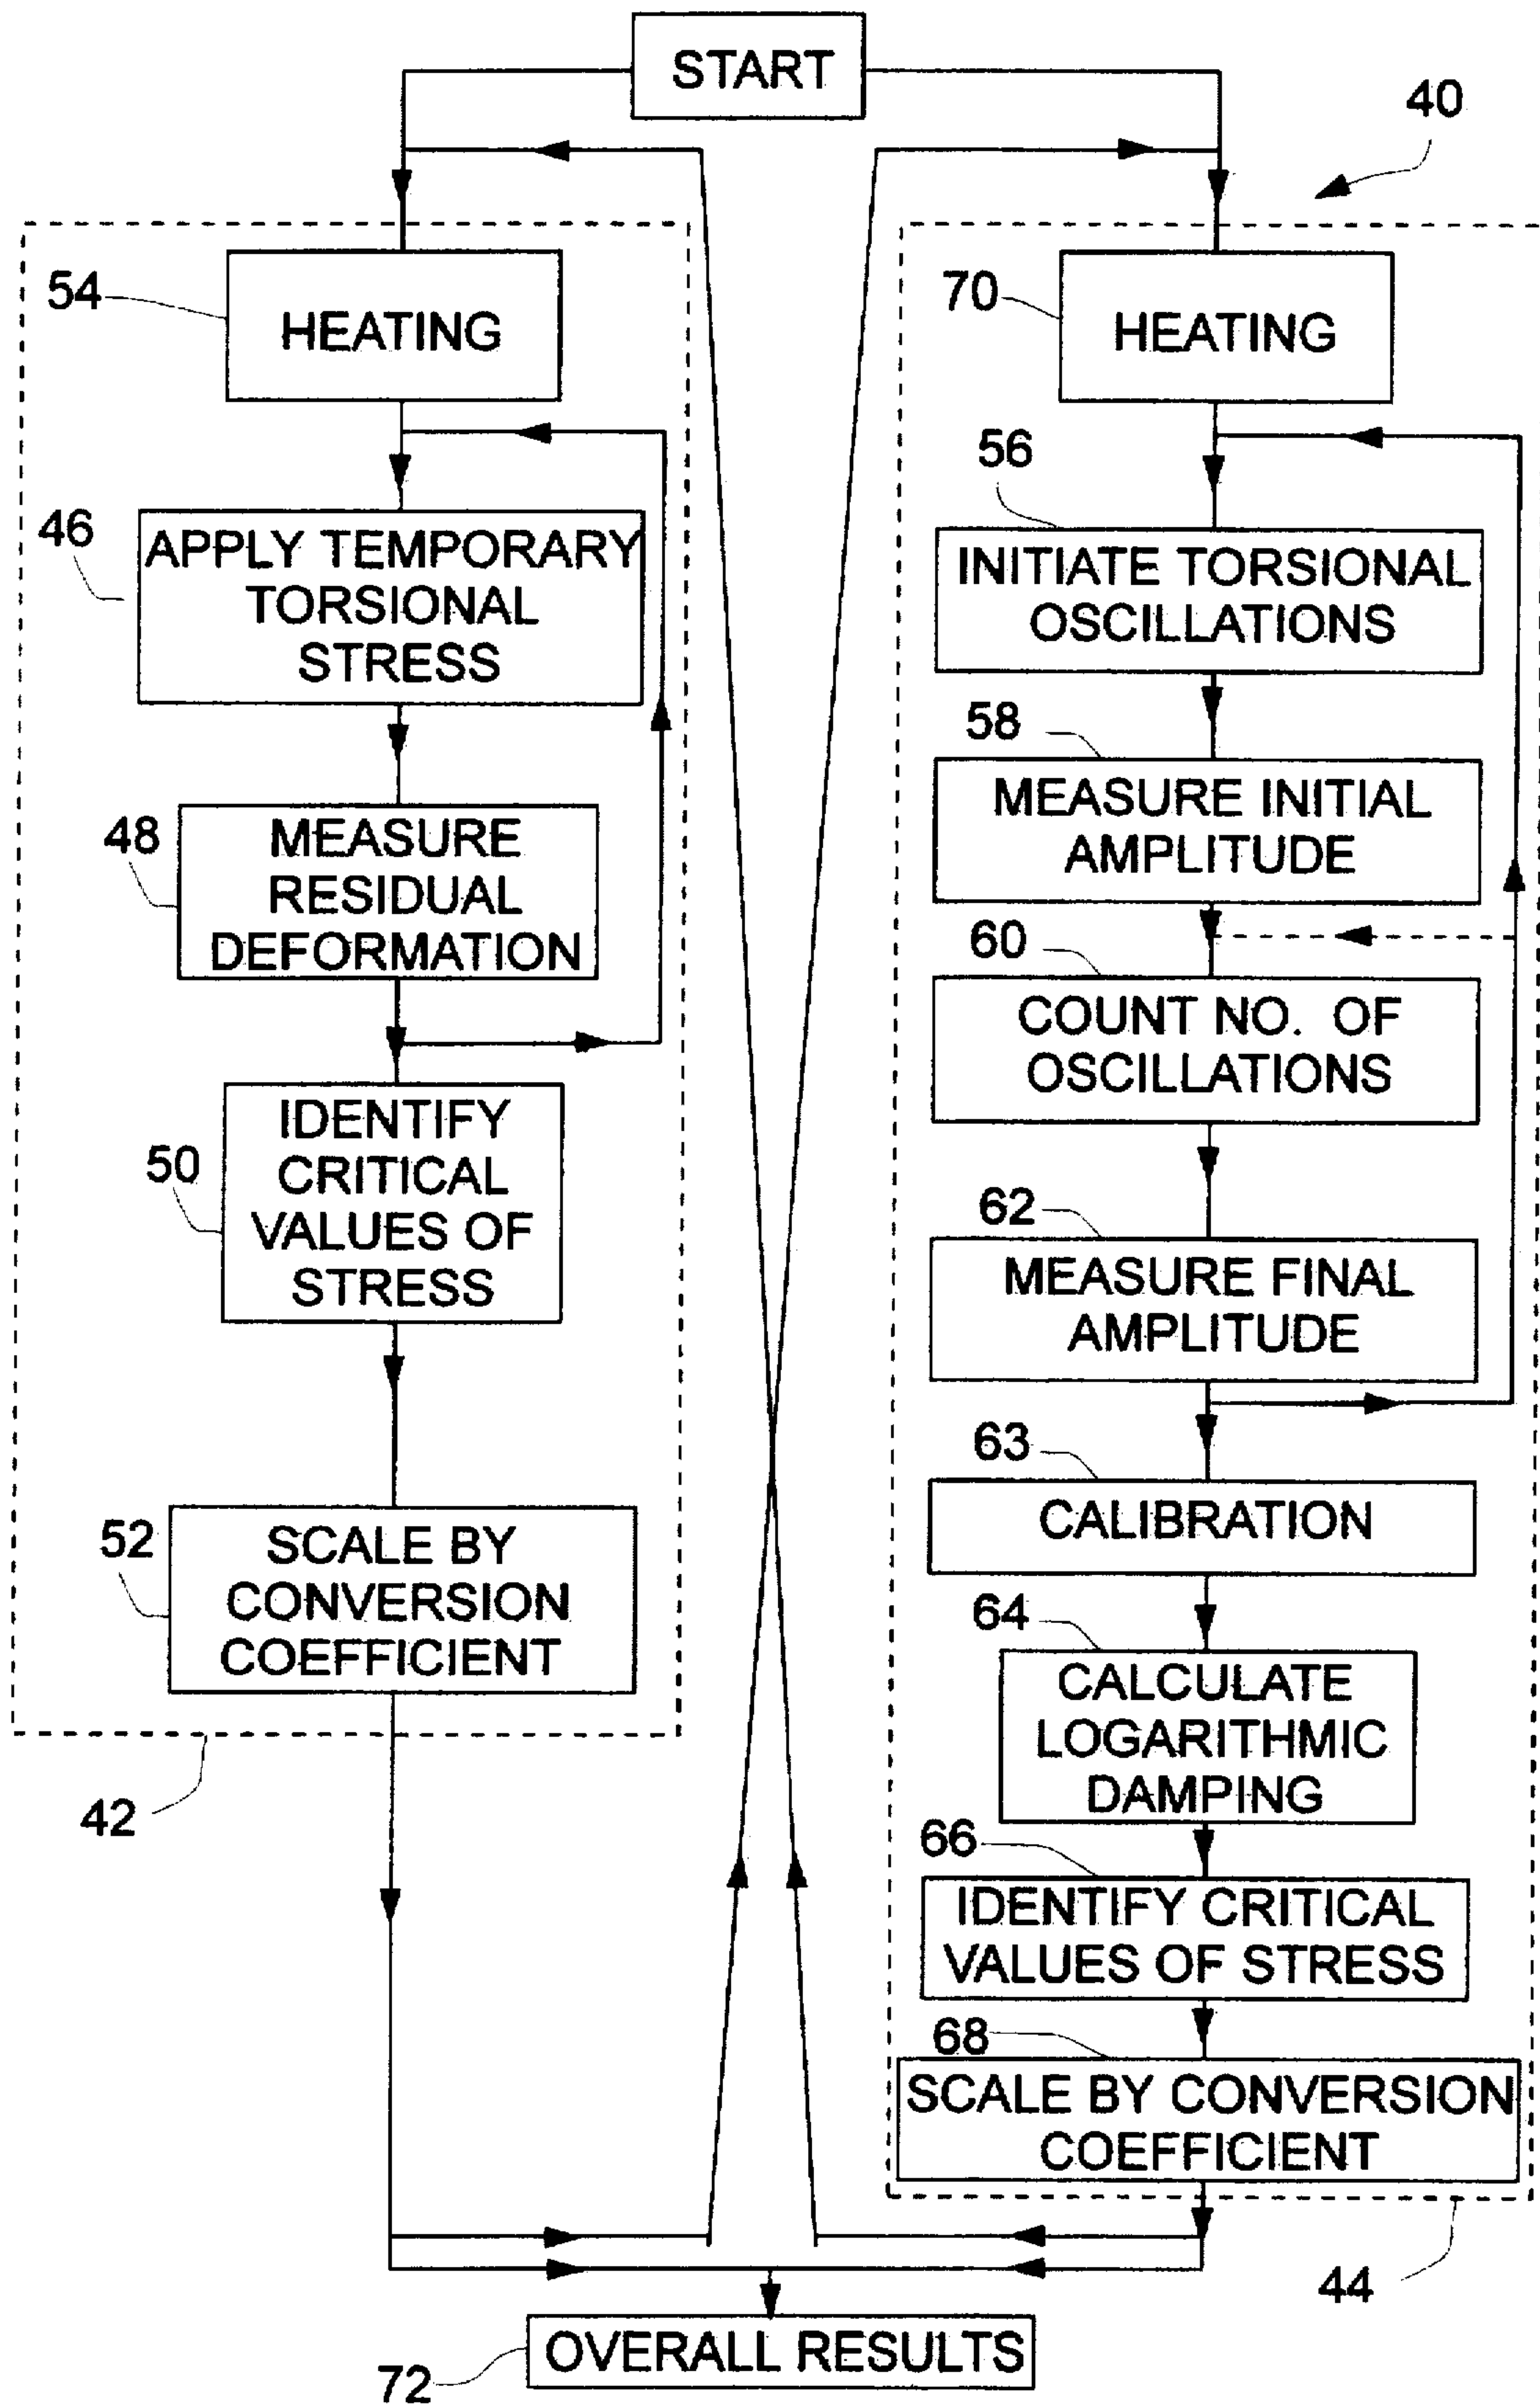 START
40
54
HEATING
46
APPLY TEMPORARY
TORSIONAL
STRESS
48
MEASURE
RESIDUAL
DEFORMATION
50
IDENTIFY
CRITICAL
VALUES OF
STRESS
52
SCALE BY
CONVERSION
COEFFICIENT
42
70
HEATING
56
INITIATE TORSIONAL
OSCILLATIONS
58
MEASURE INITIAL
AMPLITUDE
60
COUNT NO. OF
OSCILLATIONS
62
MEASURE FINAL
AMPLITUDE
63
CALIBRATION
64
CALCULATE
LOGARITHMIC
DAMPING
66
IDENTIFY CRITICAL
VALUES OF STRESS
68
SCALE BY CONVERSION
COEFFICIENT
44
OVERALL RESULTS
72